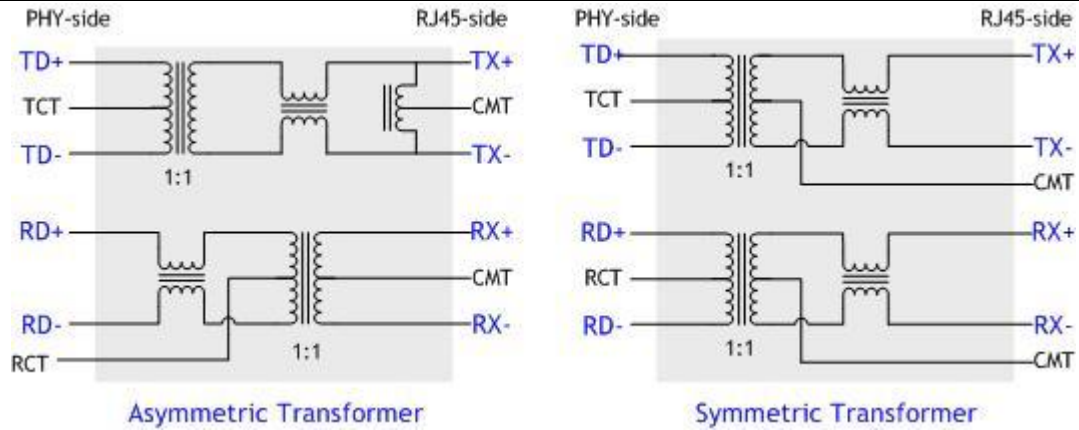 PHY-side RJ45-side
TD+ TX+
TCT CMT
TD- TX-
1:1
RD+ RX+
CMT
RD- RX-
RCT
1:1
Asymmetric Transformer
PHY-side RJ45-side
TD+ TX+
TCT
TD- TX-
1:1
CMT
RD+ RX+
RCT
RD- RX-
1:1
CMT
Symmetric Transformer